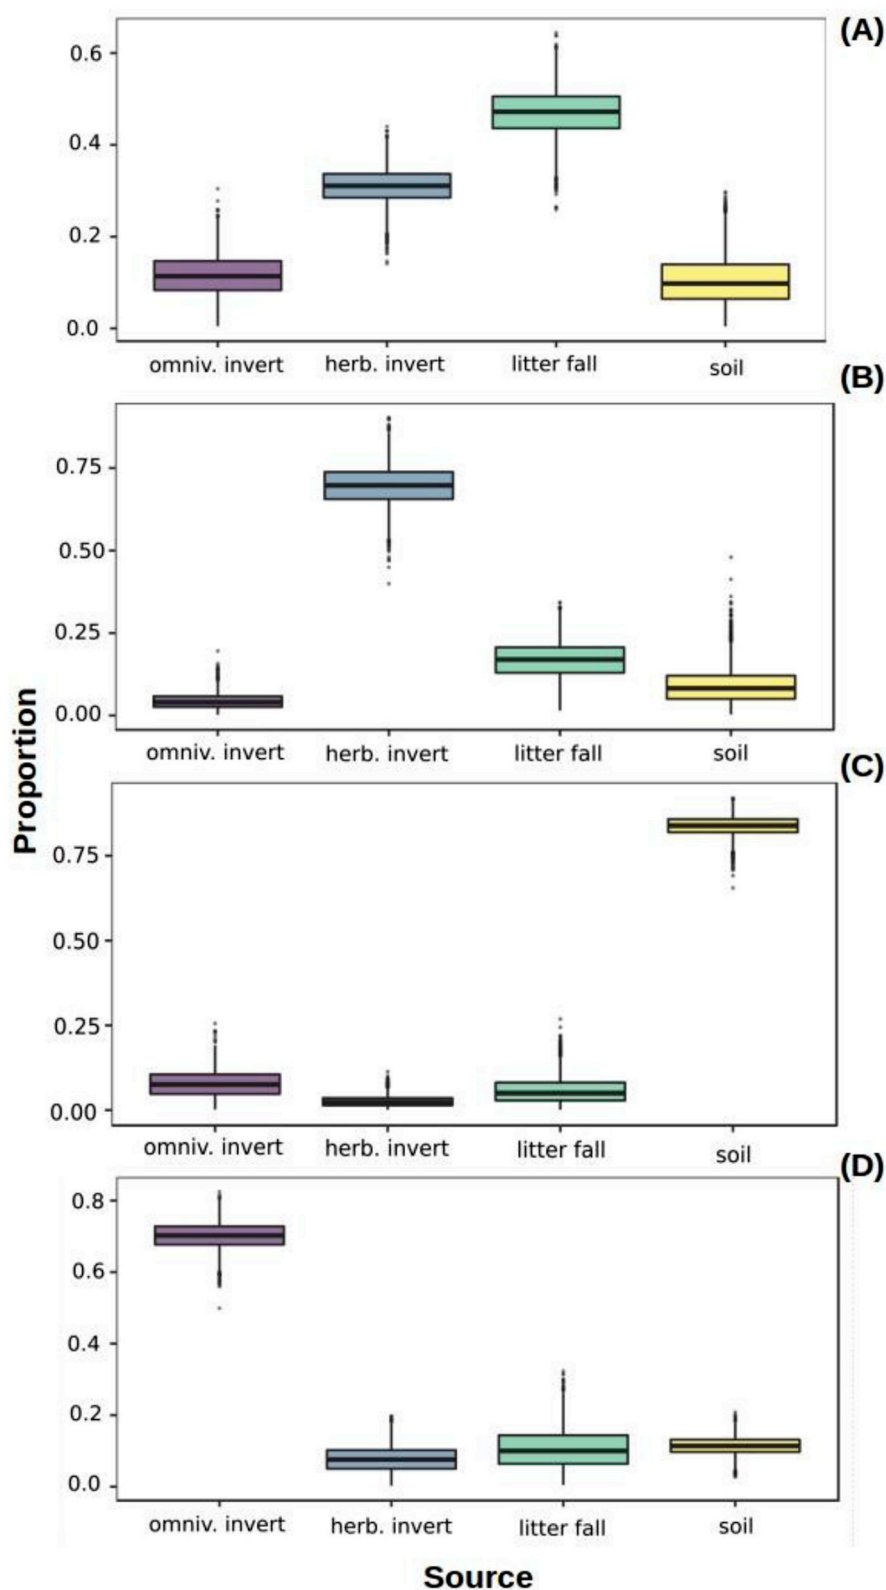 (A)
0.6
0.4
0.2
0.0
omniv. invert herb. invert litter fall soil
(B)
0.75
0.50
0.25
0.00
omniv. invert herb. invert litter fall soil
Proportion
(C)
0.75
0.50
0.25
0.00
omniv. invert herb. invert litter fall soil
(D)
0.8
0.6
0.4
0.2
0.0
omniv. invert herb. invert litter fall soil
Source